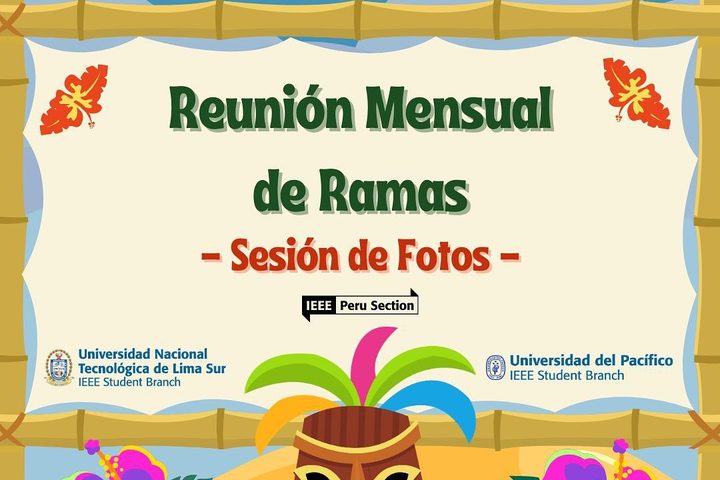 Reunión Mensual
de Ramas
- Sesión de Fotos -
IEEE Peru Section
Universidad Nacional
Tecnológica de Lima Sur
IEEE Student Branch
Universidad del Pacífico
IEEE Student Branch